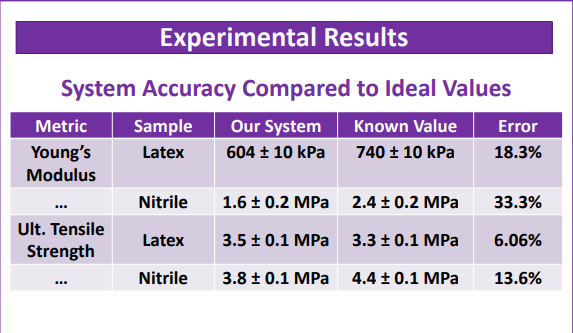 Experimental Results
System Accuracy Compared to Ideal Values
Metric Sample Our System Known Value Error
Young's Modulus Latex 604 ± 10 kPa 740 ± 10 kPa 18.3%
... Nitrile 1.6 ± 0.2 MPa 2.4 ± 0.2 MPa 33.3%
Ult. Tensile Strength Latex 3.5 ± 0.1 MPa 3.3 ± 0.1 MPa 6.06%
... Nitrile 3.8 ± 0.1 MPa 4.4 ± 0.1 MPa 13.6%